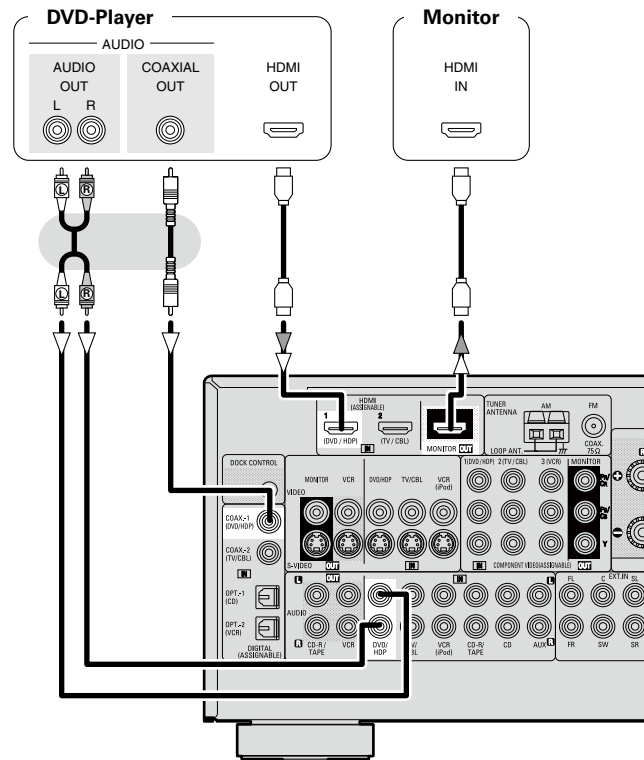 DVD-Player
AUDIO
AUDIO
OUT
L R
COAXIAL
OUT
HDMI
OUT
Monitor
HDMI
IN
L R
L R
HDMI
(ASSIGNABLE)
1 2
(DVD / HDP) IN (TV / CBL) MONITOR OUT
TUNER
ANTENNA
AM FM
LOOP ANT.
COAX.
75 Ω
DOCK CONTROL
COAX.-1
(DVD/HDP)
COAX.-2
(TV/CBL)
IN
OPT.-1
(CD)
OPT.-2
(VCR)
DIGITAL
(ASSIGNABLE)
MONITOR VCR DVD/HDP TV/CBL VCR
(iPod)
VIDEO
S-VIDEO OUT IN
1(DVD/HDP) 2 (TV / CBL) 3 (VCR) MONITOR
Y
IN COMPONENT VIDEO(ASSIGNABLE) OUT
L OUT IN L
AUDIO
R CD-R /
TAPE
VCR
DVD/
HDP
VCR
(iPod)
CD-R/
TAPE
CD
AUX R
FL C EXT.IN SL
FR SW SR